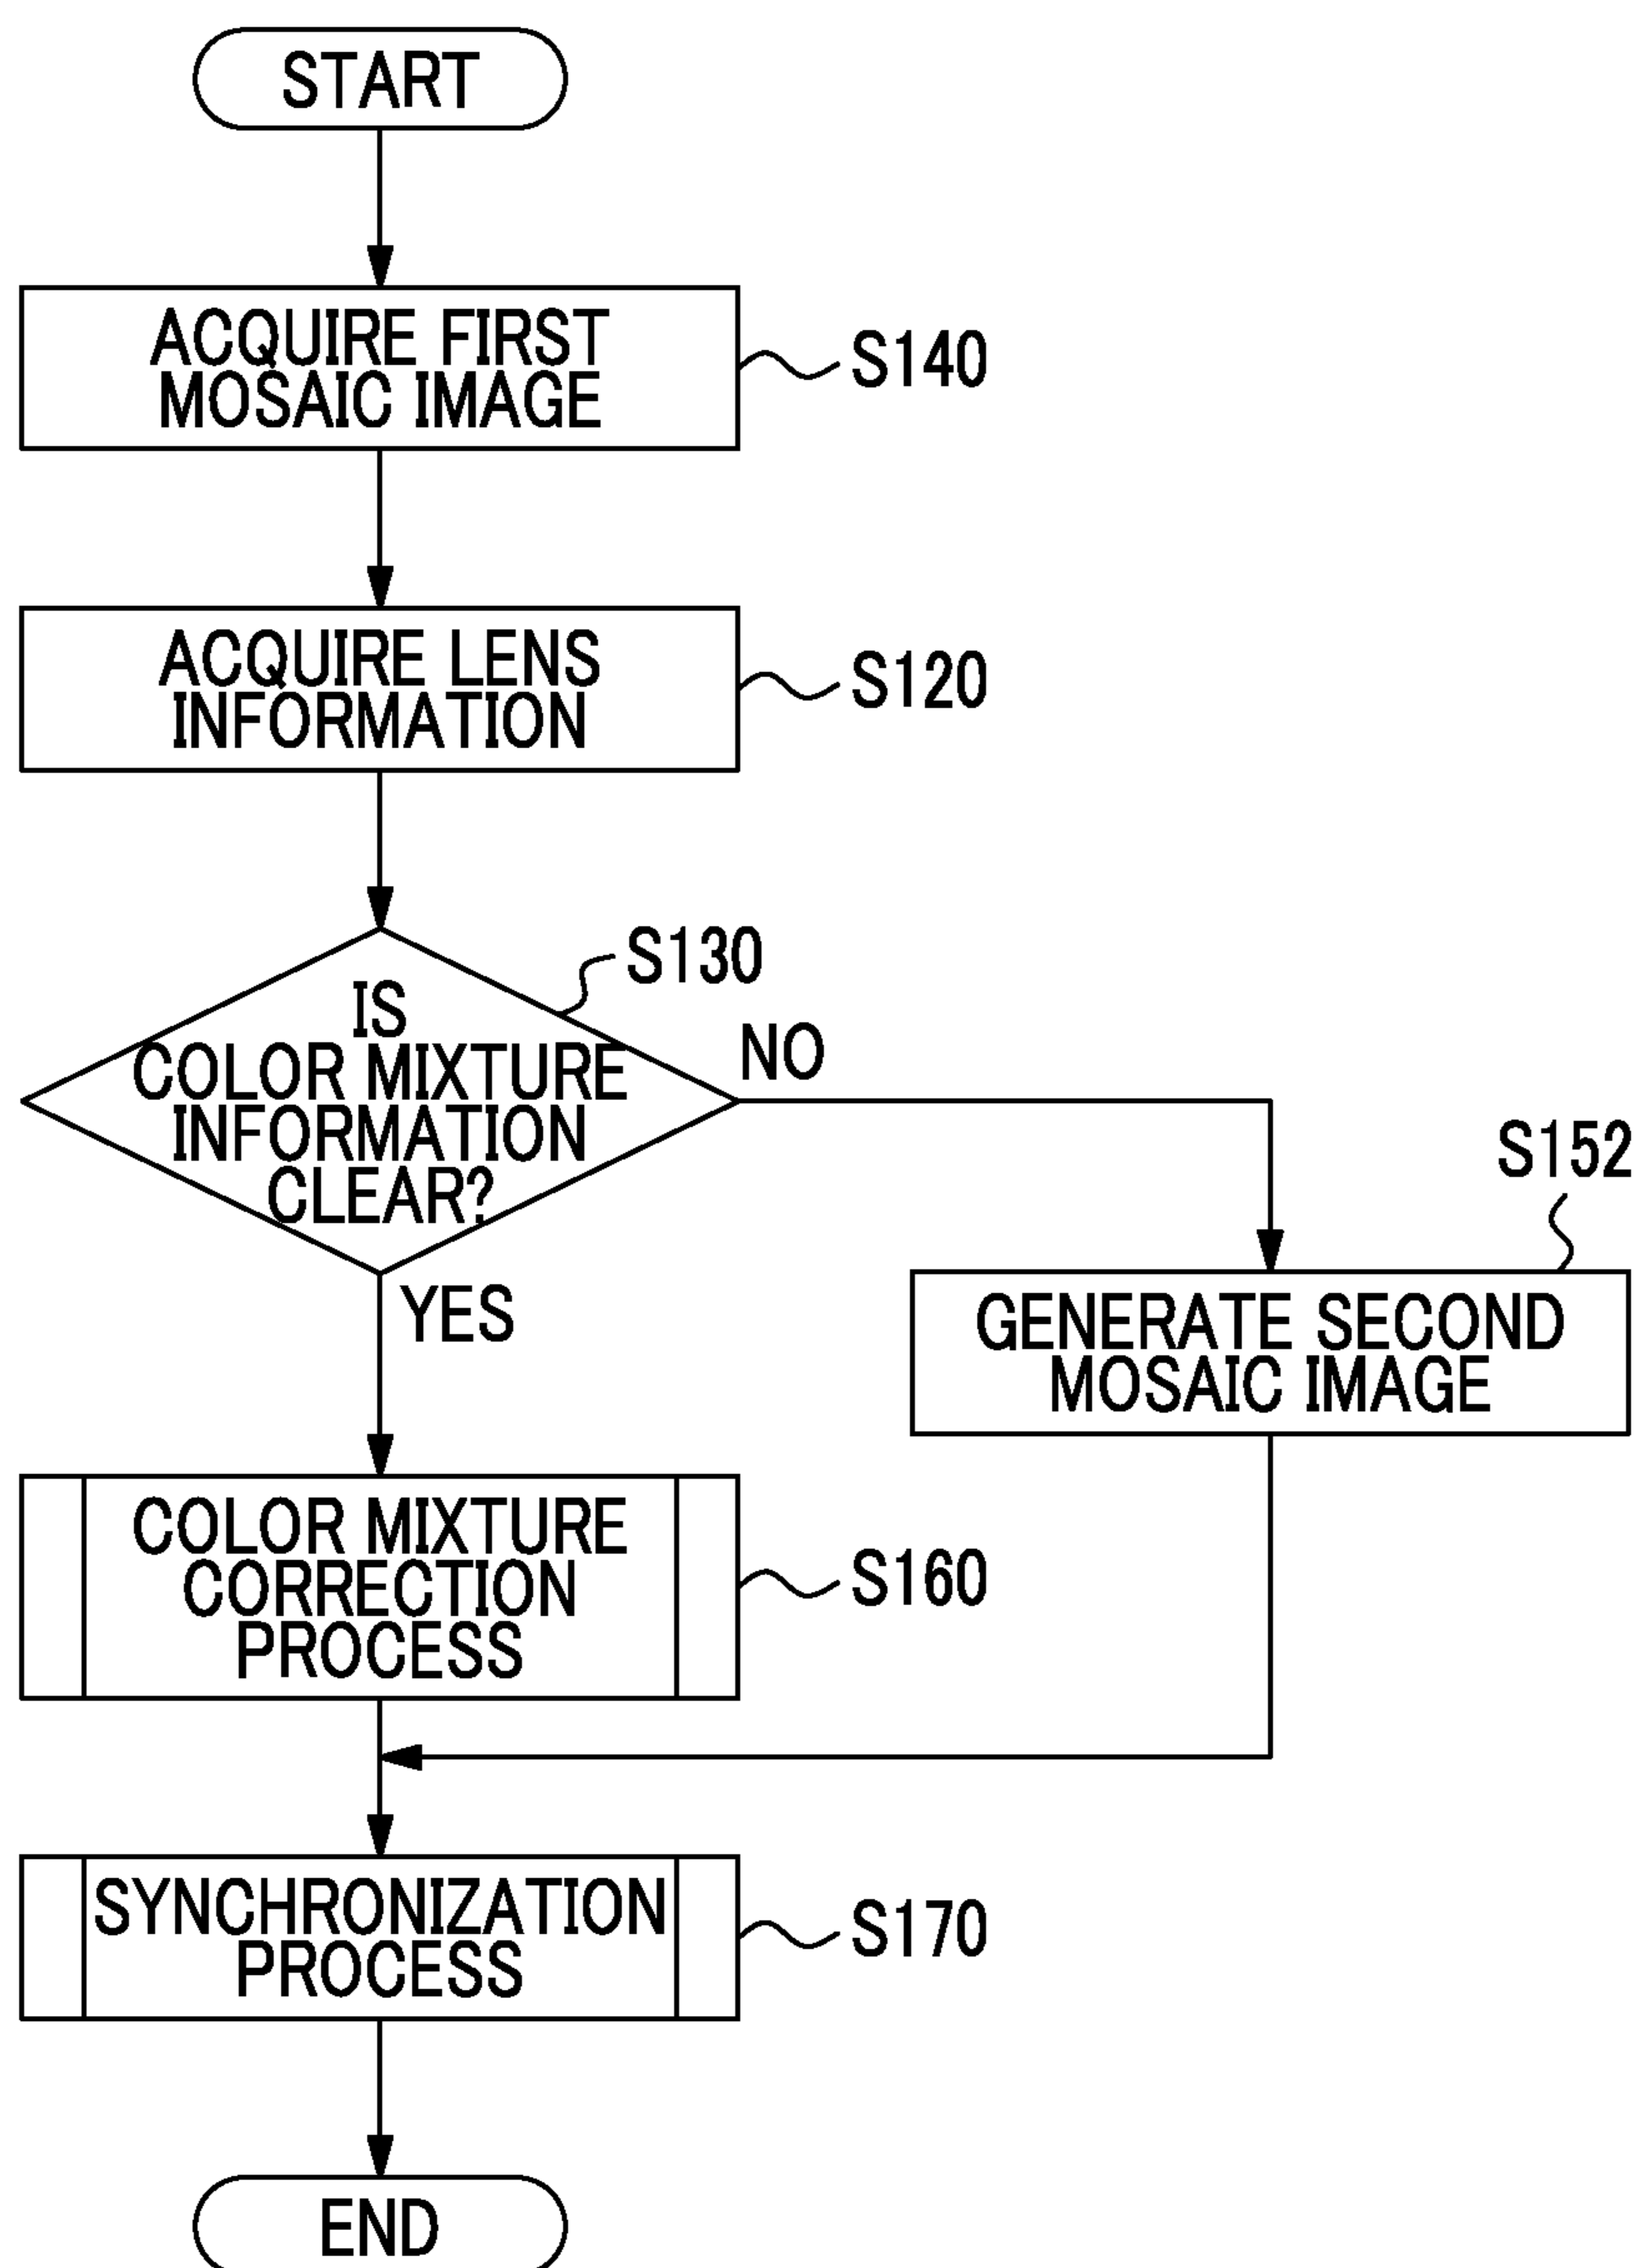 START
ACQUIRE FIRST
MOSAIC IMAGE
S140
ACQUIRE LENS
INFORMATION
S120
S130
IS
COLOR MIXTURE
INFORMATION
CLEAR?
NO
YES
S152
GENERATE SECOND
MOSAIC IMAGE
COLOR MIXTURE
CORRECTION
PROCESS
S160
SYNCHRONIZATION
PROCESS
S170
END